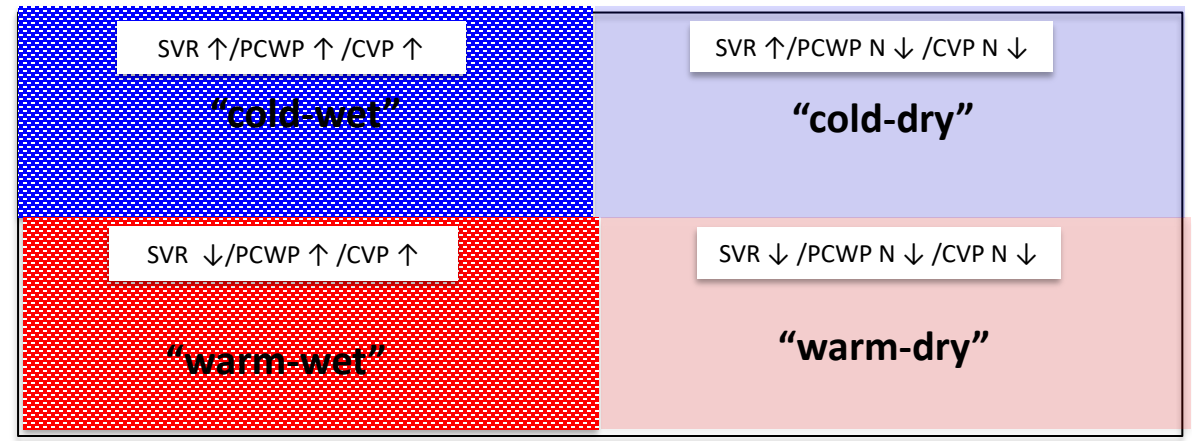 SVR ↑/PCWP ↑ /CVP ↑
“cold-wet”
SVR ↑/PCWP N ↓ /CVP N ↓
“cold-dry”
SVR ↓/PCWP ↑ /CVP ↑
“warm-wet”
SVR ↓ /PCWP N ↓ /CVP N ↓
“warm-dry”